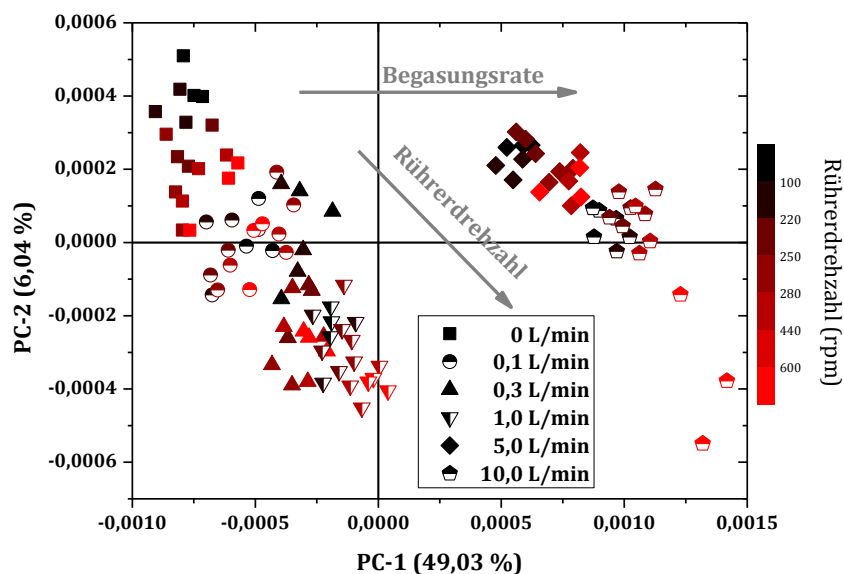 0,0006
0,0004
0,0002
0,0000
-0,0002
-0,0004
-0,0006
PC-2 (6,04 %)
-0,0010
-0,0005
0,0000
0,0005
0,0010
0,0015
PC-1 (49,03 %)
Begasungsrate
Rührerdrehzahl
0 L/min
0,1 L/min
0,3 L/min
1,0 L/min
5,0 L/min
10,0 L/min
100
220
250
280
440
600
Rührerdrehzahl (rpm)